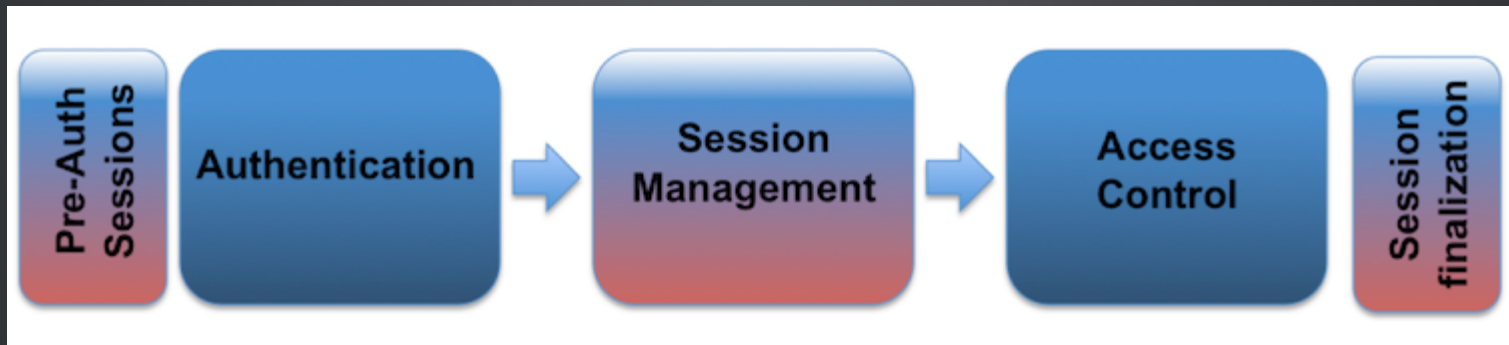 Pre-Auth
Sessions
Authentication
Session
Management
Access
Control
Session
finalization